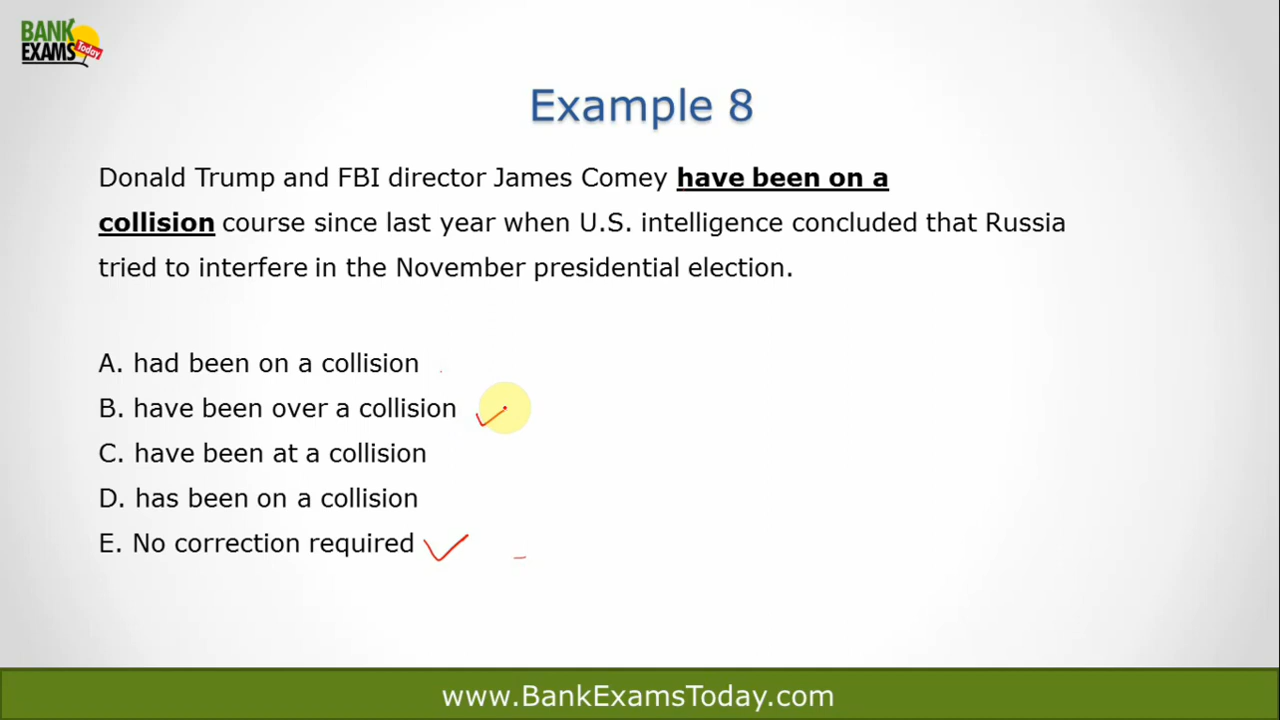 BANK
EXAMS Today
Example 8
Donald Trump and FBI director James Comey have been on a
collision course since last year when U.S. intelligence concluded that Russia
tried to interfere in the November presidential election.
A. had been on a collision
B. have been over a collision
C. have been at a collision
D. has been on a collision
E. No correction required
www.BankExamsToday.com